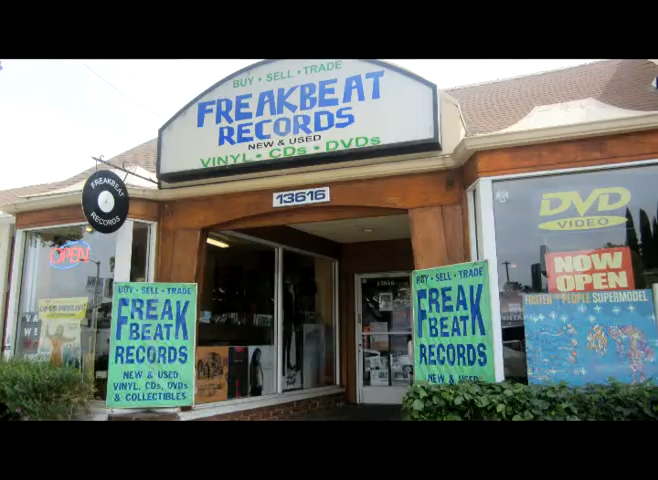 BUY • SELL • TRADE
FREAKBEAT
RECORDS
NEW & USED
VINYL • CDs • DVDs
13616
FREAKBEAT
RECORDS
OPEN
DVD
VIDEO
NOW
OPEN
FOSTER THE PEOPLE SUPERMODEL
13616
BUY - SELL - TRADE
FREAK
BEAT
RECORDS
NEW & USED
VINYL, CDs, DVDs
& COLLECTIBLES
BUY - SELL - TRADE
FREAK
BEAT
RECORDS
NEW & USED